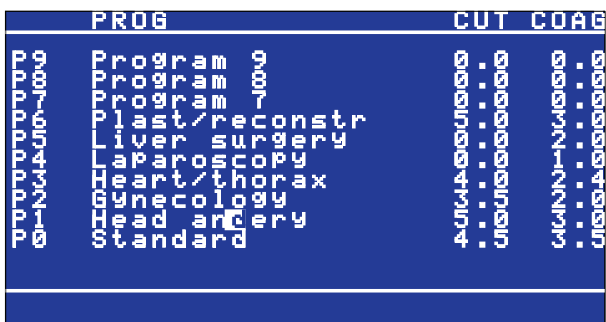 PROG CUT COAG
P9 Program 9 0.0 0.0
P8 Program 8 0.0 0.0
P7 Program 7 0.0 0.0
P6 Plast/reconstr 5.0 3.0
P5 Liver surgery 0.0 2.0
P4 Laparoscopy 0.0 1.0
P3 Heart/thorax 4.0 2.4
P2 Gynecology 3.5 2.0
P1 Head andery 5.0 3.0
P0 Standard 4.5 3.5